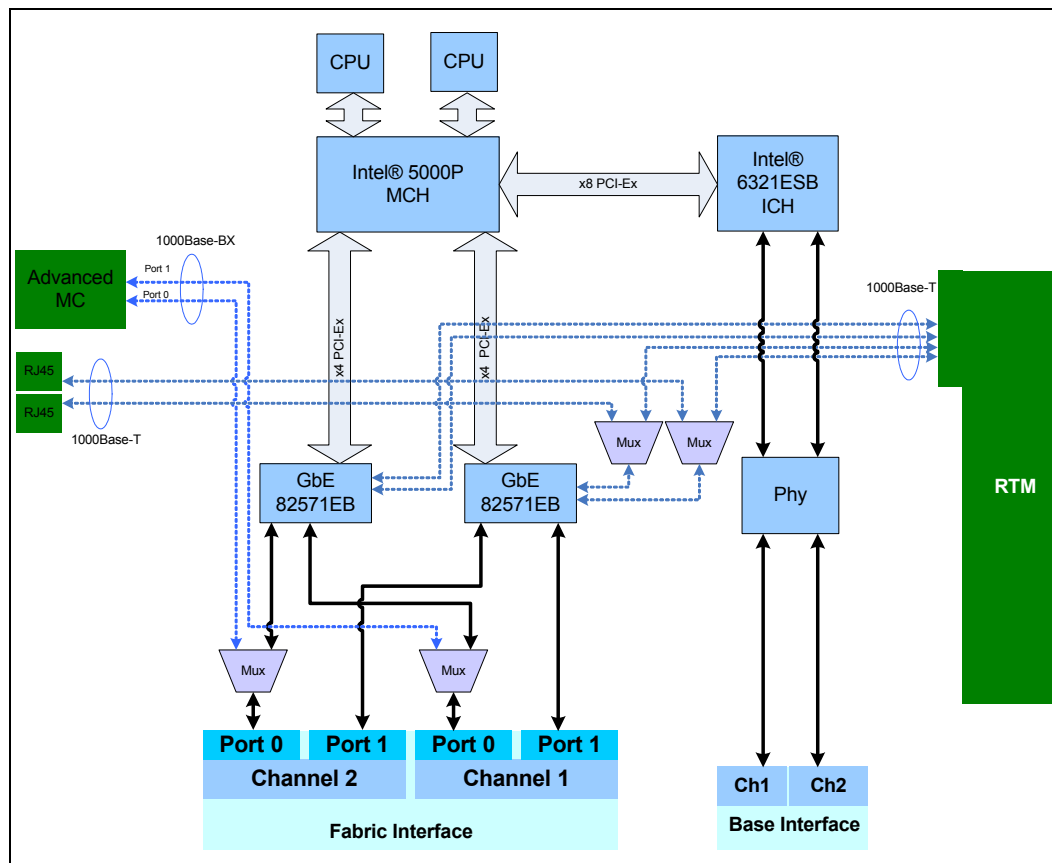 CPU
CPU
Intel® 5000P
MCH
x8 PCI-Ex
Intel®
6321ESB
ICH
1000Base-BX
Advanced
MC
Port 1
Port 0
1000Base-T
x4 PCI-Ex
x4 PCI-Ex
RJ45
RJ45
1000Base-T
Mux
Mux
GbE
82571EB
GbE
82571EB
Phy
RTM
Mux
Mux
Port 0
Port 1
Port 0
Port 1
Channel 2
Channel 1
Fabric Interface
Ch1
Ch2
Base Interface